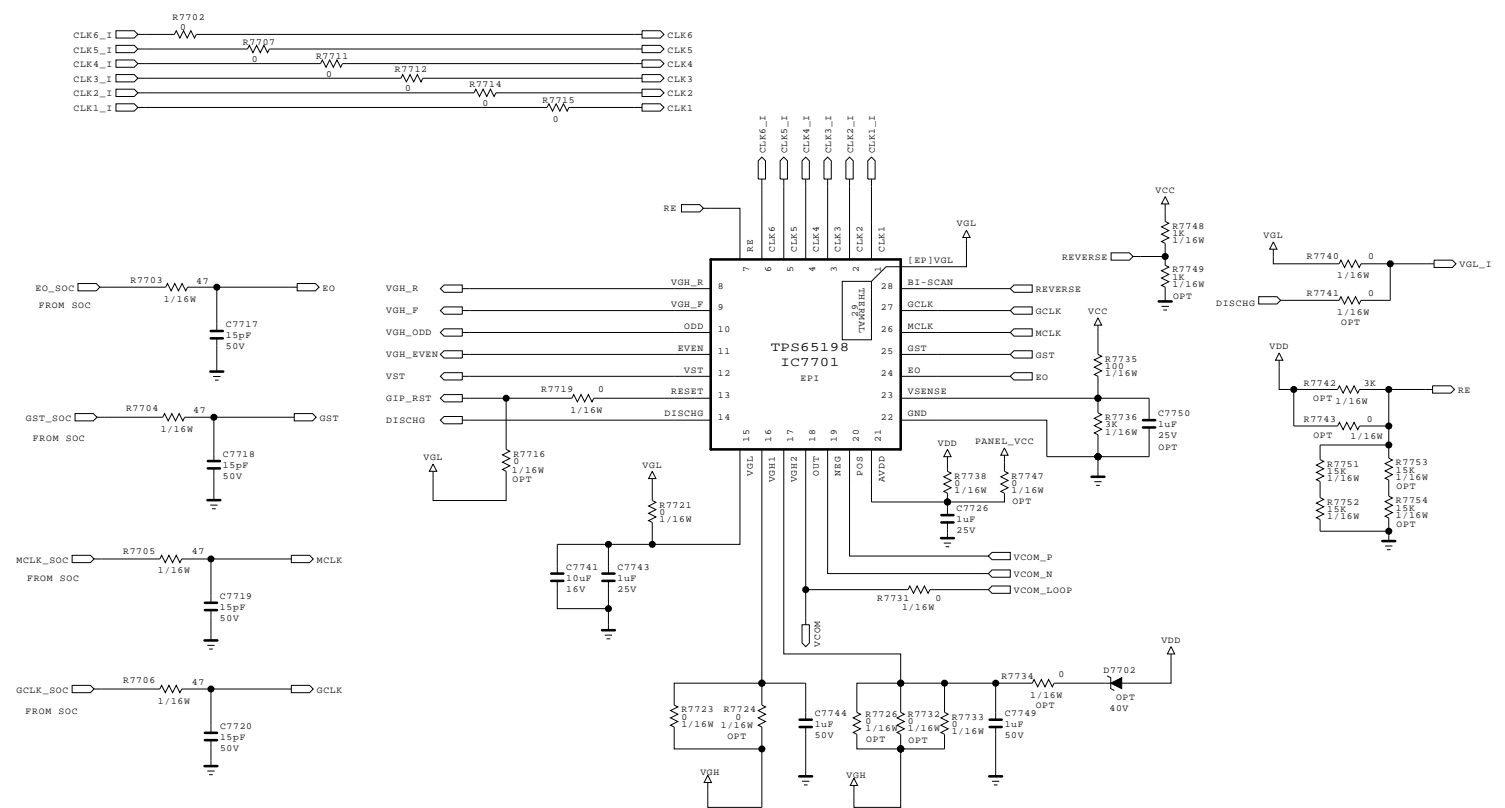 R7702
0
CLK6_I
CLK6
R7707
0
CLK5_I
CLK5
R7711
0
CLK4_I
CLK4
R7712
0
CLK3_I
CLK3
R7714
0
CLK2_I
CLK2
R7715
0
CLK1_I
CLK1
CLK6_I
CLK5_I
CLK4_I
CLK3_I
CLK2_I
CLK1_I
RE
RE
CLK6
CLK5
CLK4
CLK3
CLK2
CLK1
7
6
5
4
3
2
1
[EP]VGL
VGL
THERMAL
29
TPS65198
IC7701
EPI
VGH_R
VGH_R
8
VGH_F
VGH_F
9
VGH_ODD
ODD
10
VGH_EVEN
EVEN
11
VST
VST
12
GIP_RST
R7719
0
1/16W
RESET
13
DISCHG
DISCHG
14
28
BI-SCAN
REVERSE
27
GCLK
GCLK
26
MCLK
MCLK
25
GST
GST
24
EO
EO
23
VSENSE
22
GND
15
16
17
18
19
20
21
VGL
VGH1
VGH2
OUT
NEG
POS
AVDD
VCC
R7748
1K
1/16W
REVERSE
R7749
1K
1/16W
OPT
VCC
R7735
100
1/16W
R7736
3K
1/16W
C7750
1uF
25V
OPT
VGL
R7740
0
1/16W
VGL_I
DISCHG
R7741
0
1/16W
OPT
VDD
R7742
3K
OPT
1/16W
RE
R7743
0
OPT
1/16W
R7751
15K
1/16W
R7753
15K
1/16W
OPT
R7752
15K
1/16W
R7754
15K
1/16W
OPT
EO_SOC
FROM SOC
R7703
47
1/16W
EO
C7717
15pF
50V
GST_SOC
FROM SOC
R7704
47
1/16W
GST
C7718
15pF
50V
MCLK_SOC
FROM SOC
R7705
47
1/16W
MCLK
C7719
15pF
50V
GCLK_SOC
FROM SOC
R7706
47
1/16W
GCLK
C7720
15pF
50V
VGL
R7716
0
1/16W
OPT
VGL
R7721
0
1/16W
C7741
10uF
16V
C7743
1uF
25V
VDD
PANEL_VCC
R7738
0
1/16W
R7747
0
1/16W
OPT
C7726
1uF
25V
VCOM_P
VCOM_N
R7731
0
1/16W
VCOM_LOOP
VCOM
R7723
0
1/16W
R7724
0
1/16W
OPT
C7744
1uF
50V
VGH
R7726
0
1/16W
OPT
R7732
0
1/16W
OPT
R7733
0
1/16W
C7749
1uF
50V
VGH
R7734
0
1/16W
OPT
D7702
OPT
40V
VDD